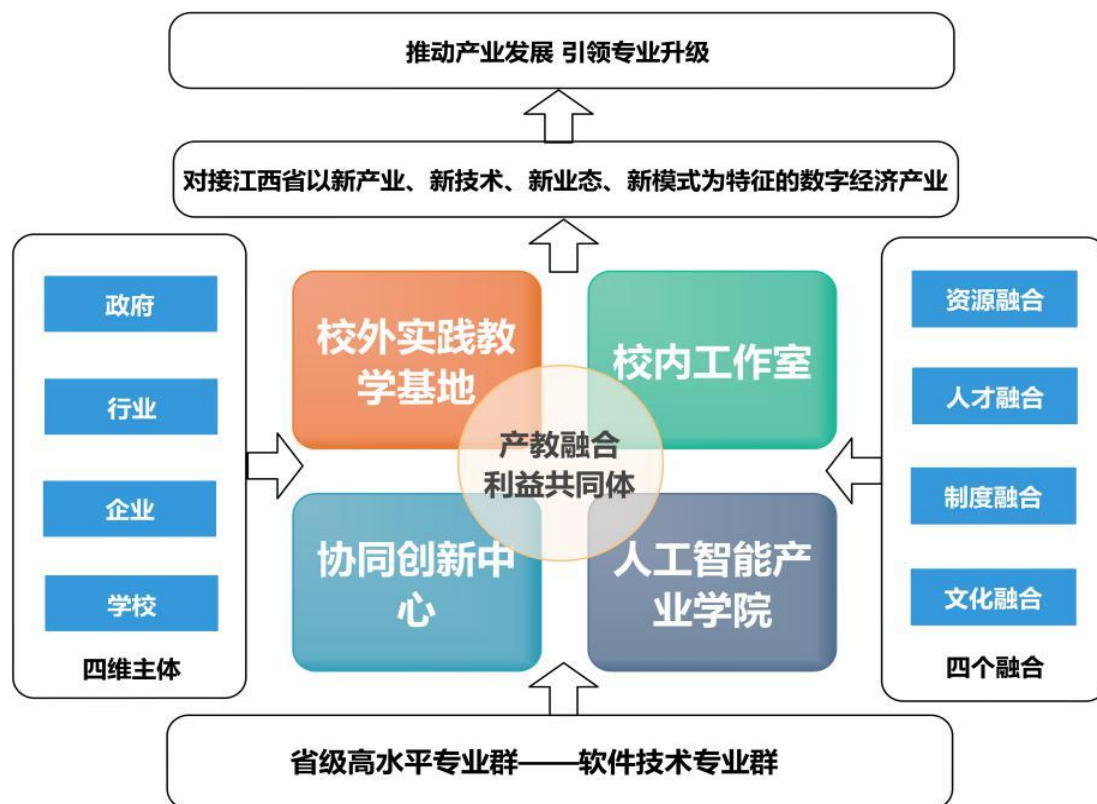 推动产业发展 引领专业升级
对接江西省以新产业、新技术、新业态、新模式为特征的数字经济产业
政府
行业
企业
学校
四维主体
校外实践教
学基地
校内工作室
产教融合
利益共同体
协同创新中
心
人工智能产
业学院
资源融合
人才融合
制度融合
文化融合
四个融合
省级高水平专业群——软件技术专业群